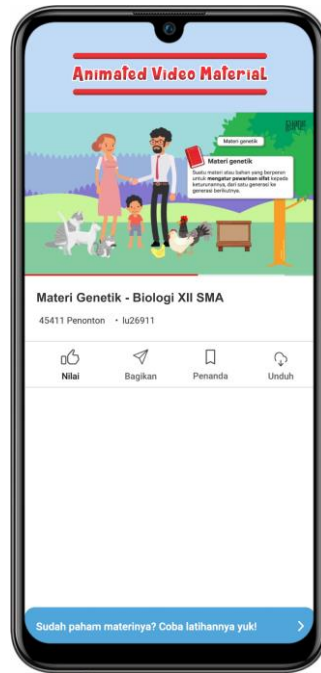 Animated Video Material
Materi genetik
Materi genetik
Suatu materi atau bahan yang berperan
untuk mengatur pewarisan sifat kepada
keturunannya, dari satu generasi ke
generasi berikutnya.
Materi Genetik - Biologi XII SMA
45411 Penonton • lu26911
Nilai
Bagikan
Penanda
Unduh
Sudah paham materinya? Coba latihannya yuk!